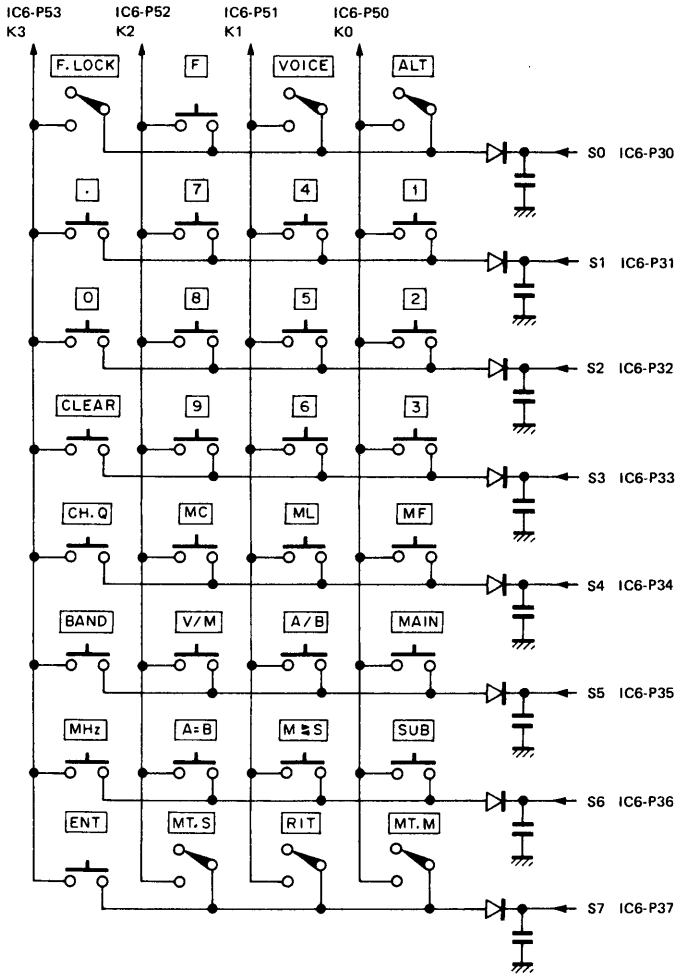 IC6-P53 IC6-P52 IC6-P51 IC6-P50
K3 K2 K1 K0
F.LOCK F VOICE ALT
S0 IC6-P30
. 7 4 1
S1 IC6-P31
0 8 5 2
S2 IC6-P32
CLEAR 9 6 3
S3 IC6-P33
CH.Q MC ML MF
S4 IC6-P34
BAND V/M A/B MAIN
S5 IC6-P35
MHz A=B M⇆S SUB
S6 IC6-P36
ENT MT.S RIT MT.M
S7 IC6-P37